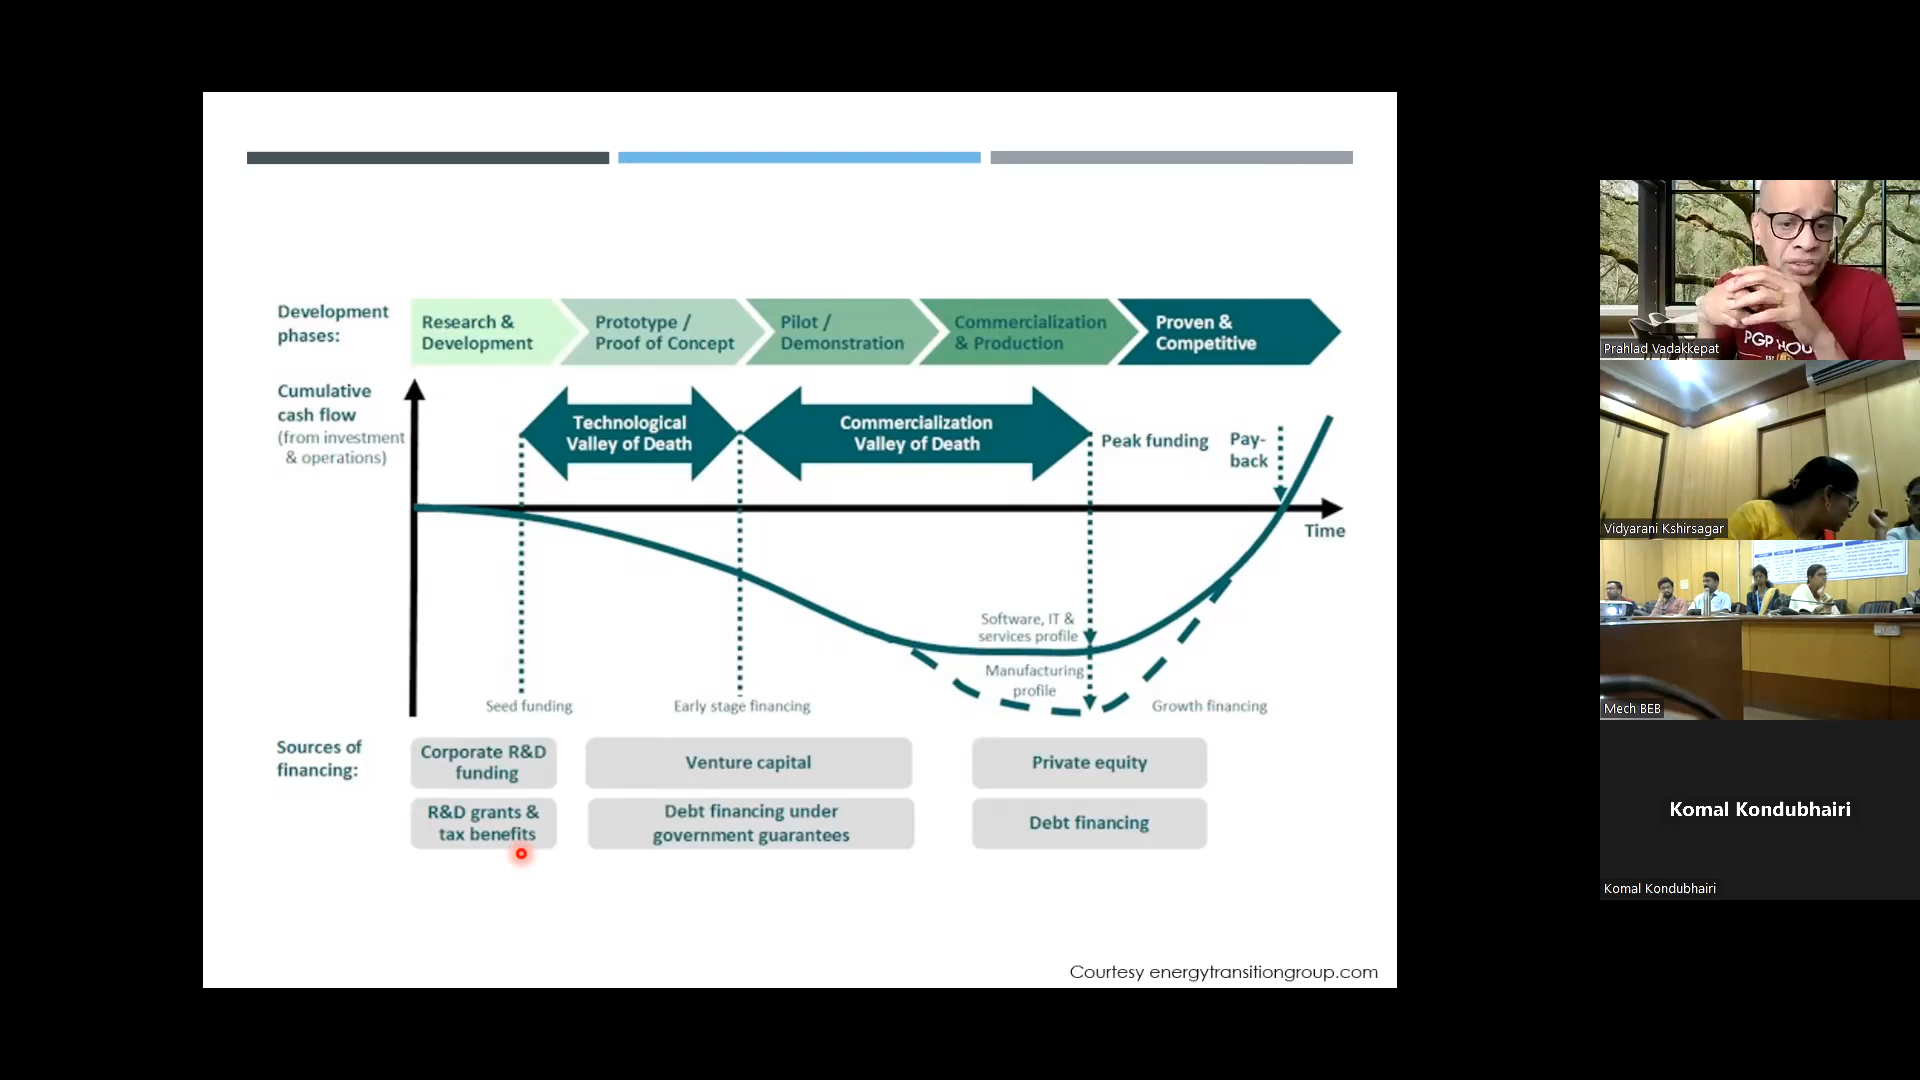 Development
phases:
Research &
Development
Prototype /
Proof of Concept
Pilot /
Demonstration
Commercialization
& Production
Proven &
Competitive
Cumulative
cash flow
(from investment
& operations)
Technological
Valley of Death
Commercialization
Valley of Death
Peak funding
Pay-
back
Time
Software, IT &
services profile
Manufacturing
profile
Seed funding
Early stage financing
Growth financing
Sources of
financing:
Corporate R&D
funding
Venture capital
Private equity
R&D grants &
tax benefits
Debt financing under
government guarantees
Debt financing
Courtesy energytransitiongroup.com
PGP HOU
Prahlad Vadakkepat
Vidyarani Kshirsagar
Mech BEB
Komal Kondubhairi
Komal Kondubhairi